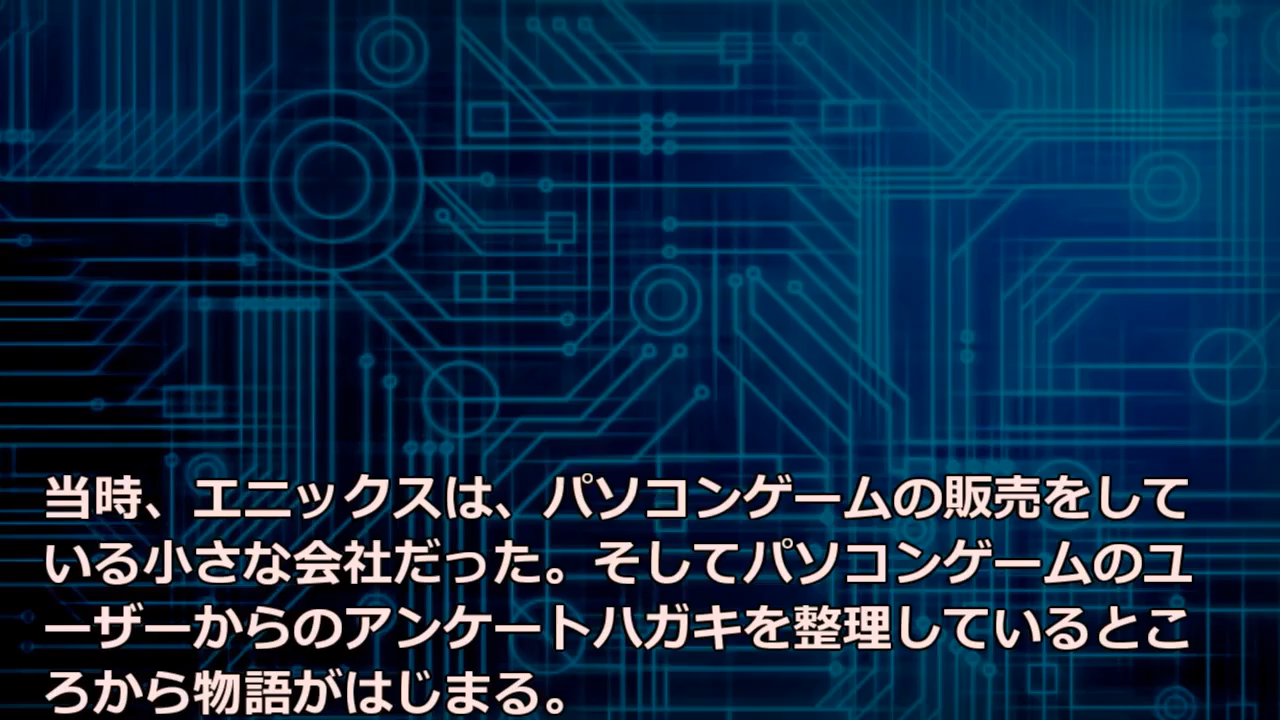 当時、エニックスは、パソコンゲームの販売をして
いる小さな会社だった。そしてパソコンゲームのユ
ーザーからのアンケートハガキを整理しているとこ
ろから物語がはじまる。